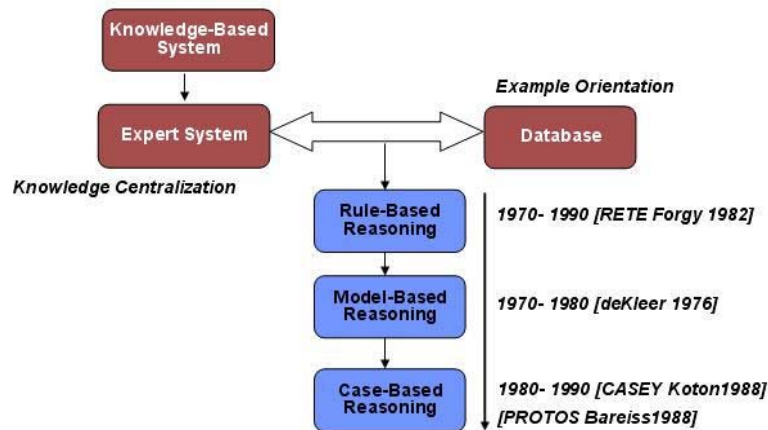 Knowledge-Based
System
Example Orientation
Expert System
Database
Knowledge Centralization
Rule-Based
Reasoning
1970- 1990 [RETE Forgy 1982]
Model-Based
Reasoning
1970- 1980 [deKleer 1976]
Case-Based
Reasoning
1980- 1990 [CASEY Koton1988]
[PROTOS Bareiss1988]